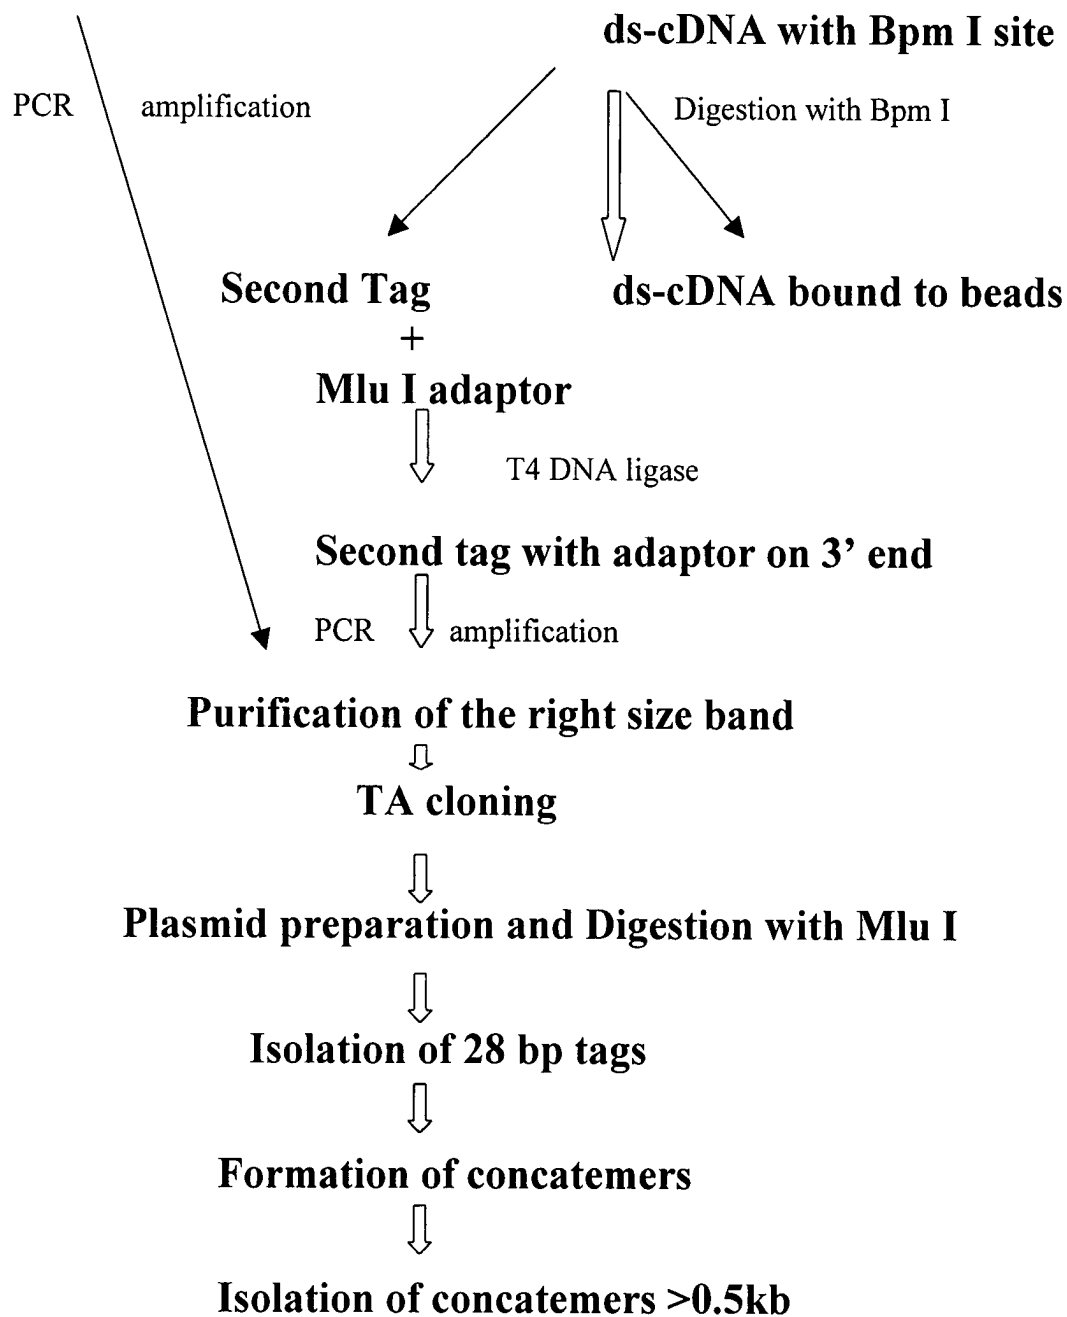 ds-cDNA with Bpm I site
PCR amplification
Digestion with Bpm I
Second Tag
ds-cDNA bound to beads
+
Mlu I adaptor
T4 DNA ligase
Second tag with adaptor on 3’ end
PCR amplification
Purification of the right size band
TA cloning
Plasmid preparation and Digestion with Mlu I
Isolation of 28 bp tags
Formation of concatemers
Isolation of concatemers >0.5kb